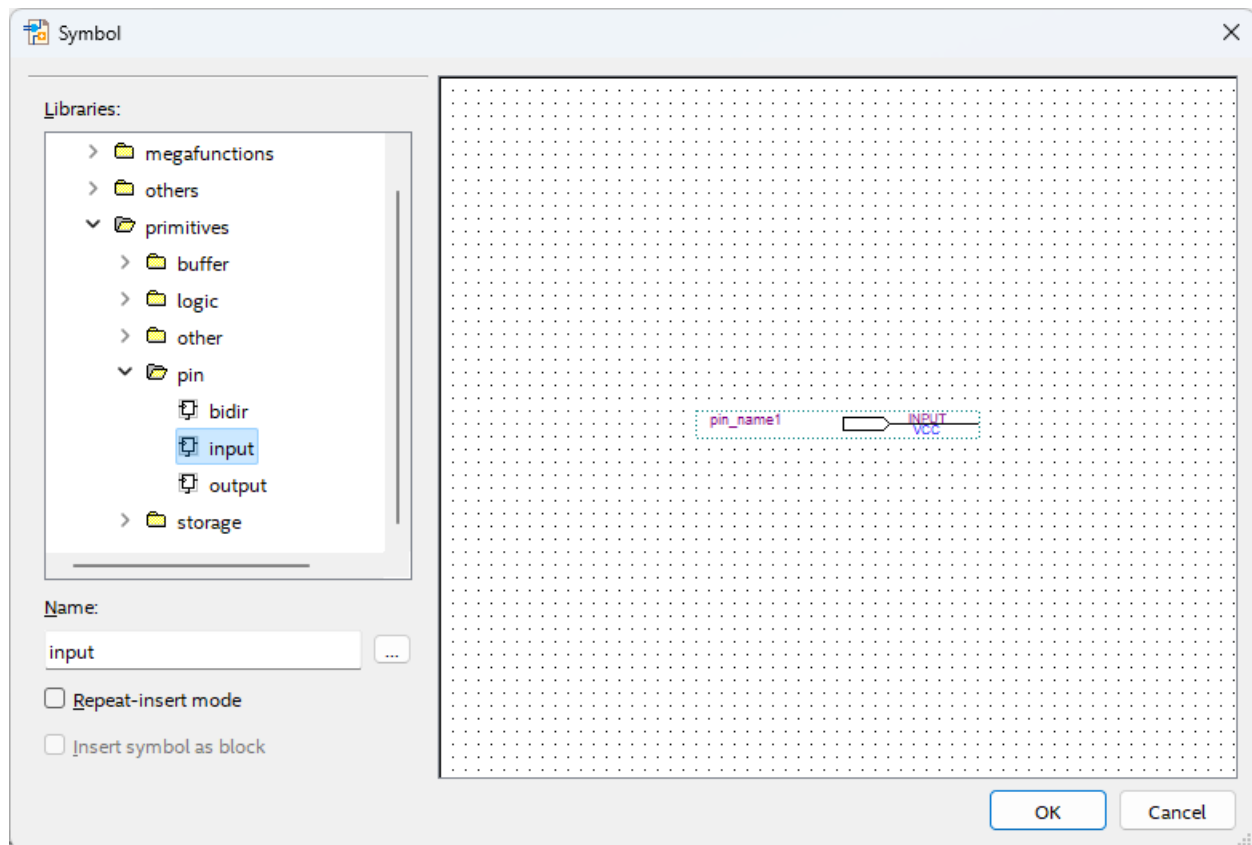 Symbol
Libraries:
megafunctions
others
primitives
buffer
logic
other
pin
bidir
input
output
storage
Name:
input
...
Repeat-insert mode
Insert symbol as block
pin_name1
INPUT
VCC
OK
Cancel